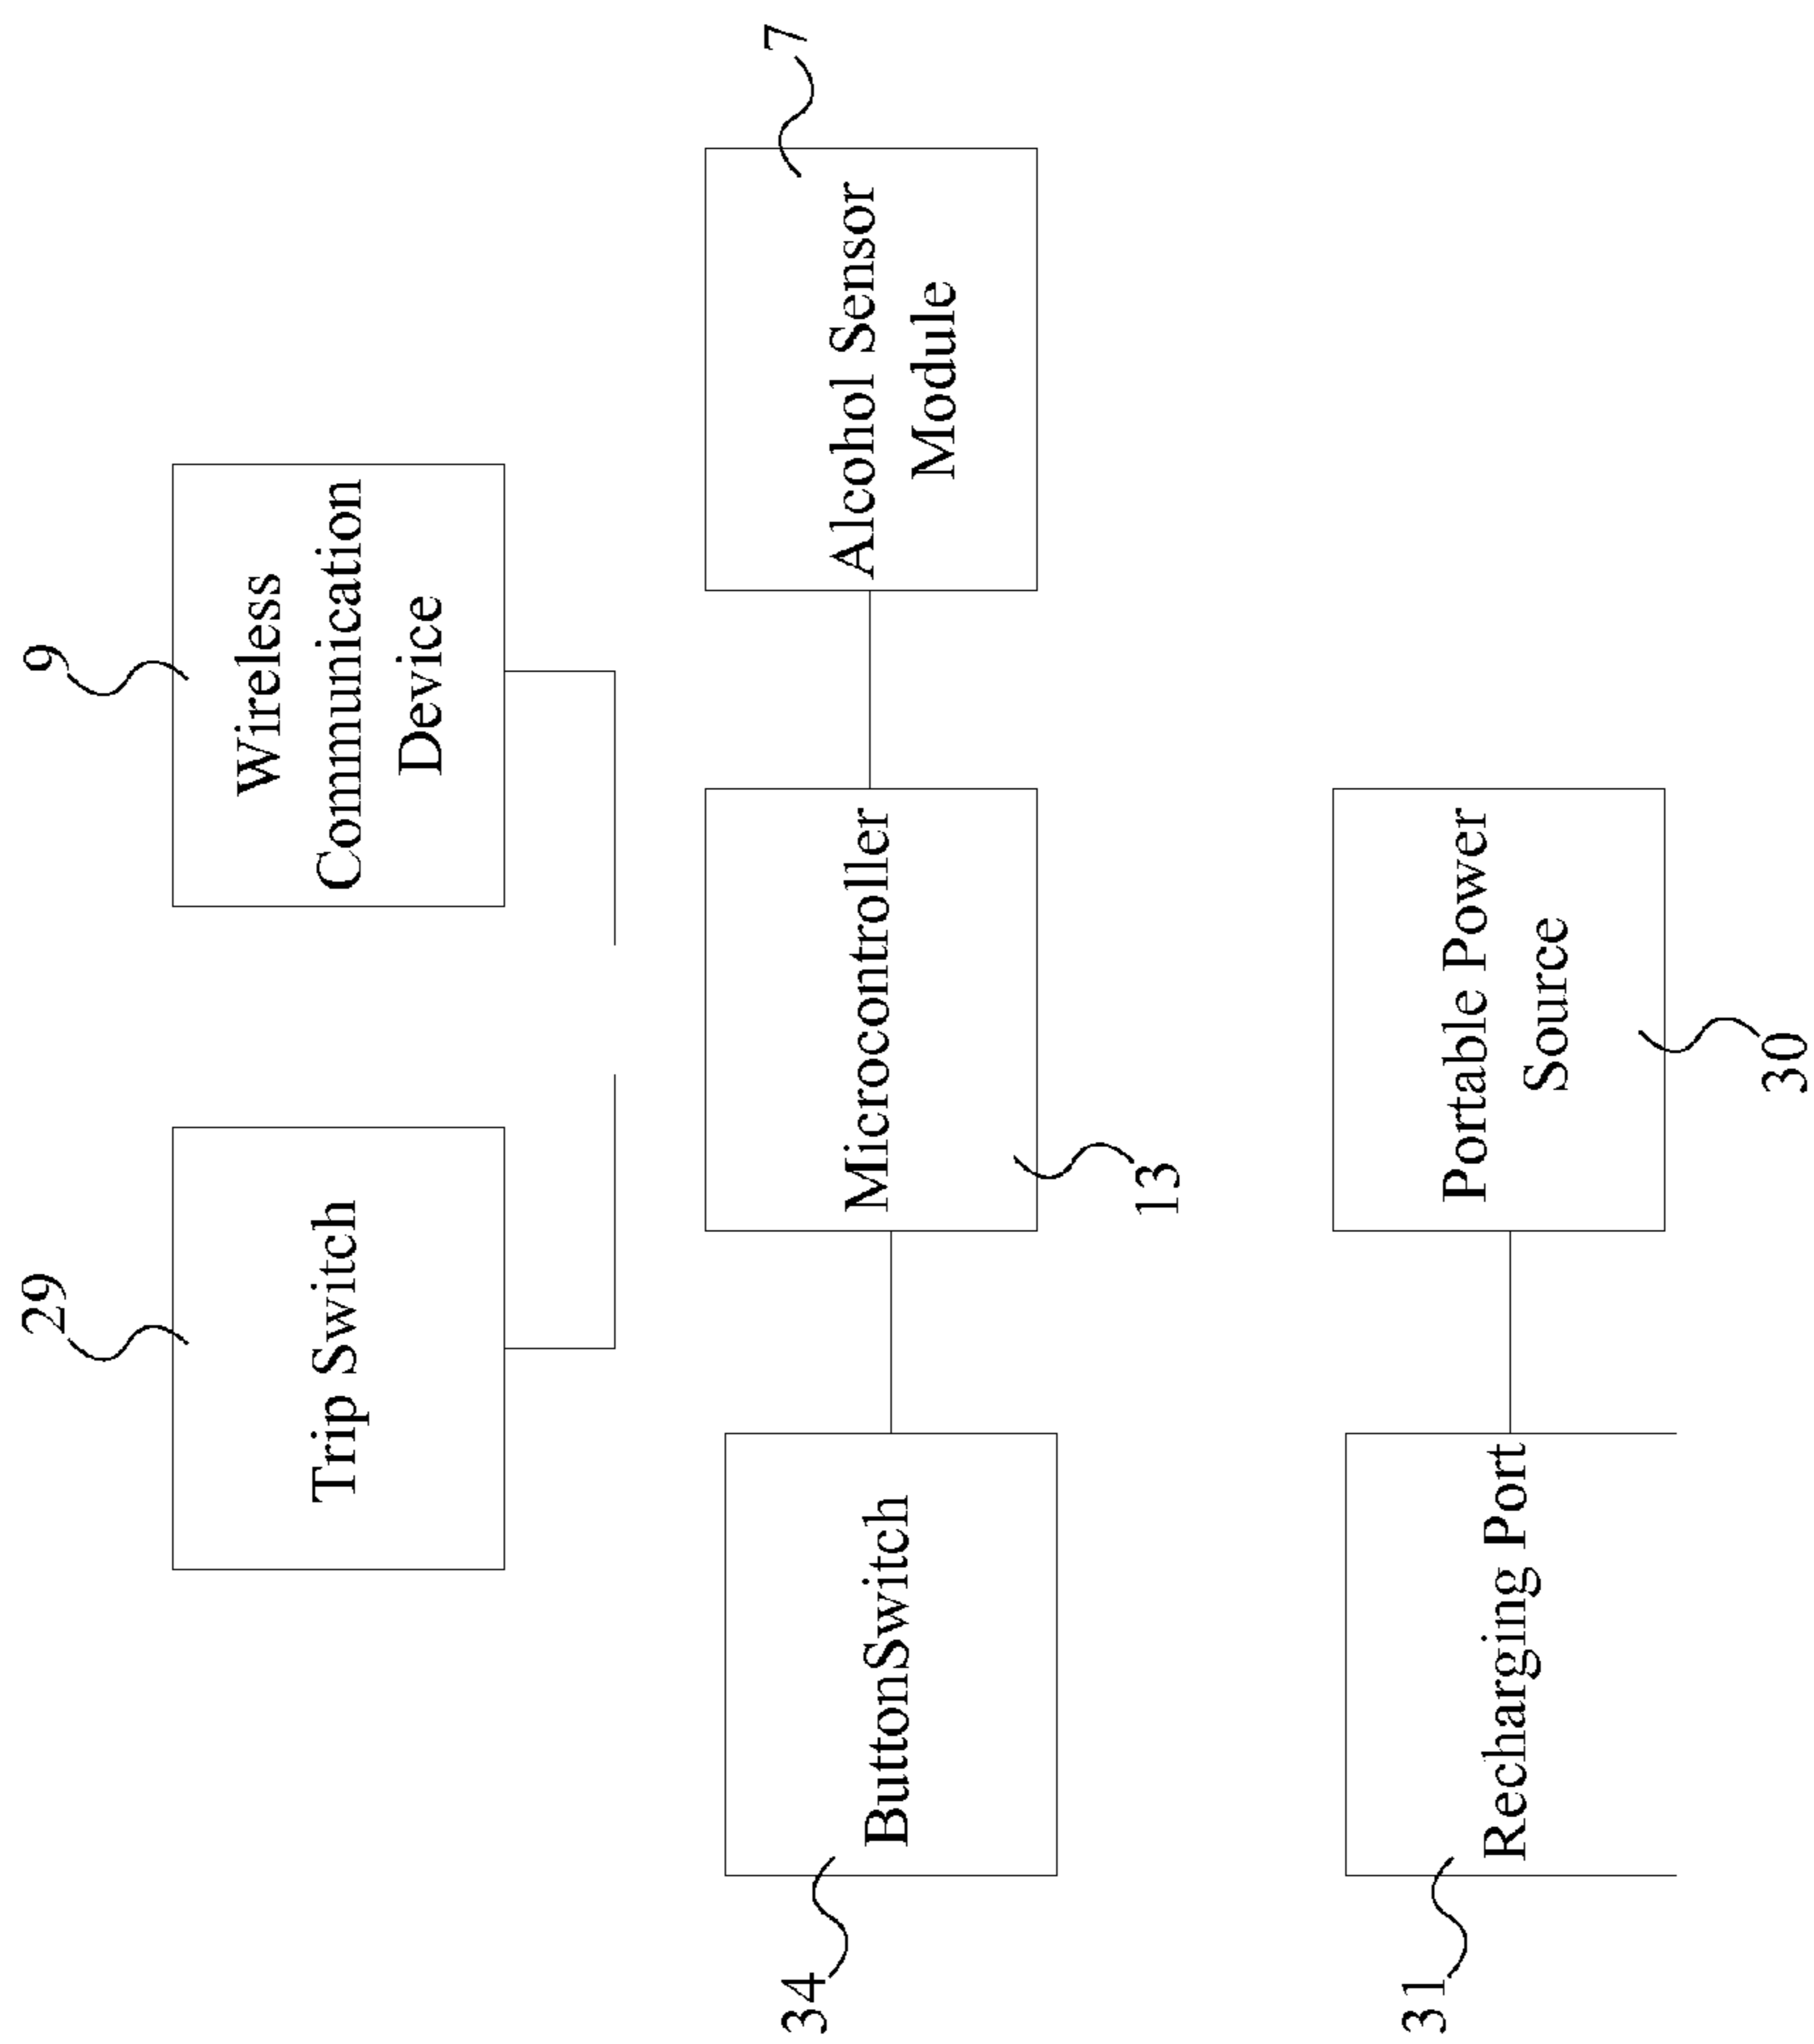 29
9
Trip Switch
Wireless
Communication
Device
34
ButtonSwitch
Microcontroller
13
Alcohol Sensor
Module
7
31
Recharging Port
Portable Power
Source
30